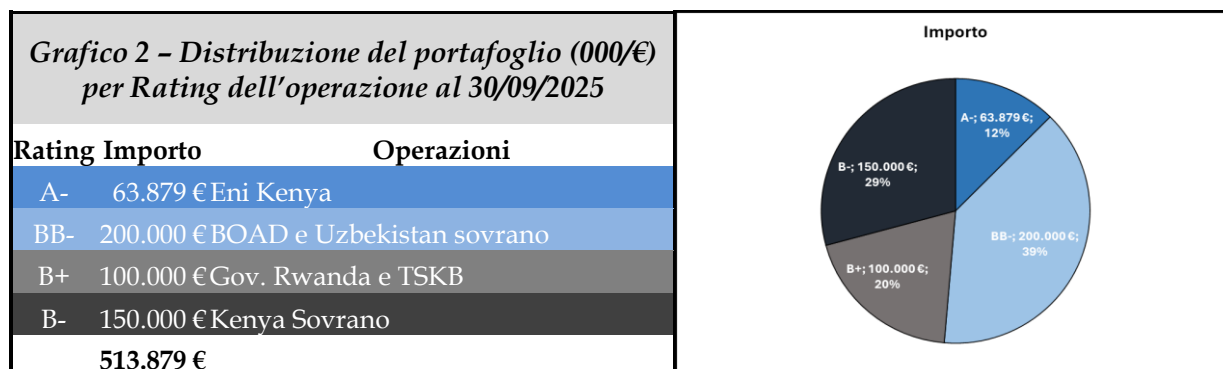 Grafico 2 – Distribuzione del portafoglio (000/€)
per Rating dell'operazione al 30/09/2025
Rating Importo Operazioni
A- 63.879 € Eni Kenya
BB- 200.000 € BOAD e Uzbekistan sovrano
B+ 100.000 € Gov. Rwanda e TSKB
B- 150.000 € Kenya Sovrano
513.879 €
Importo
A-; 63.879 €;
12%
B-; 150.000 €;
29%
BB-; 200.000 €;
39%
B+; 100.000 €;
20%